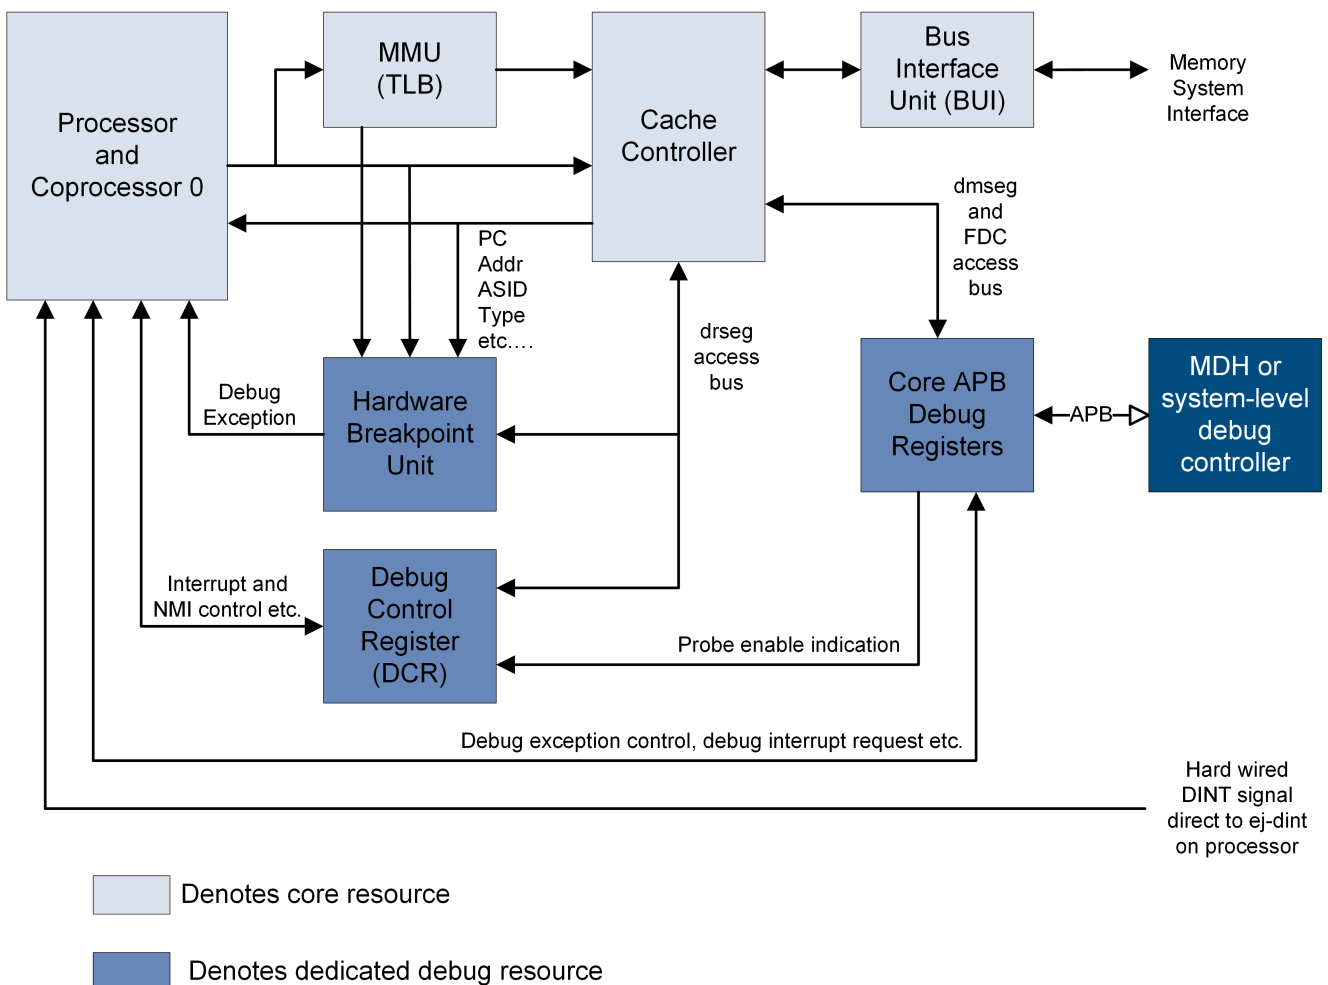 Processor
and
Coprocessor 0
MMU
(TLB)
Cache
Controller
Bus
Interface
Unit (BUI)
Memory
System
Interface
dmseg
and
FDC
access
bus
PC
Addr
ASID
Type
etc....
drseg
access
bus
Debug
Exception
Hardware
Breakpoint
Unit
Core APB
Debug
Registers
APB
MDH or
system-level
debug
controller
Interrupt and
NMI control etc.
Debug
Control
Register
(DCR)
Probe enable indication
Debug exception control, debug interrupt request etc.
Hard wired
DINT signal
direct to ej-dint
on processor
Denotes core resource
Denotes dedicated debug resource